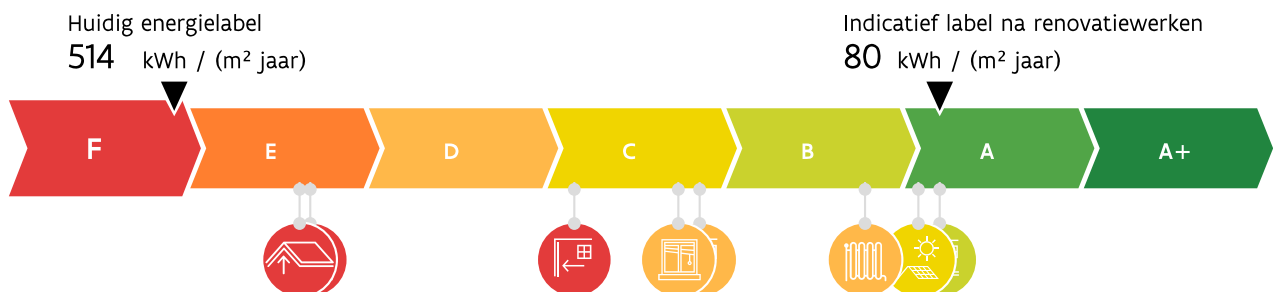 Huidig energielabel
514 kWh / (m² jaar)
Indicatief label na renovatiewerken
80 kWh / (m² jaar)
F E D C B A A+